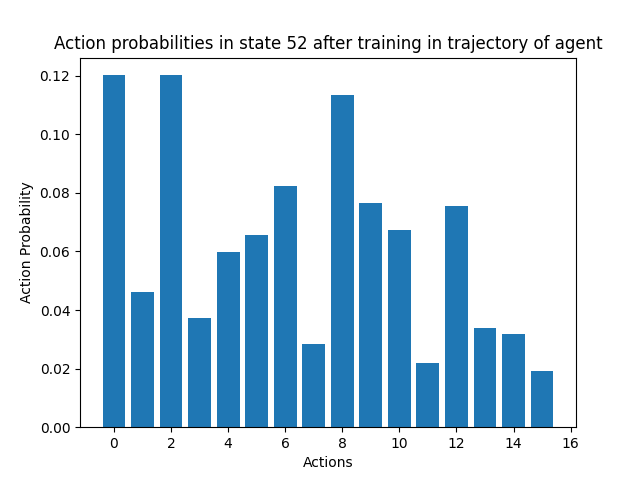 Action probabilities in state 52 after training in trajectory of agent
0.12
0.10
0.08
0.06
0.04
0.02
0.00
Action Probability
0 2 4 6 8 10 12 14 16
Actions